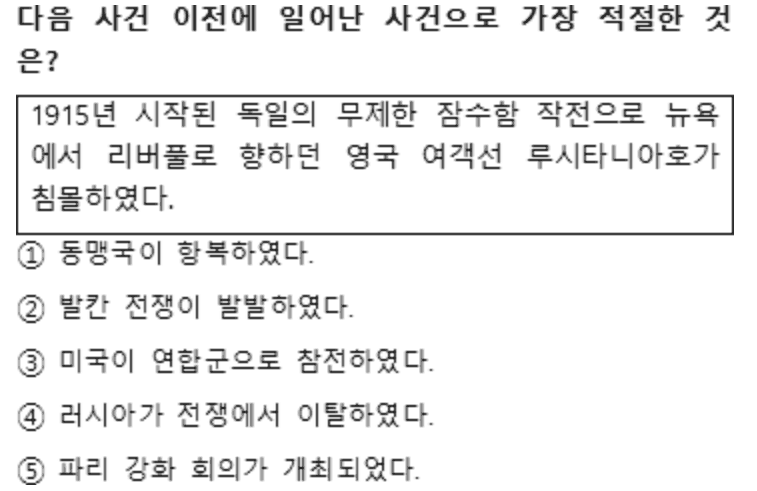 다음 사건 이전에 일어난 사건으로 가장 적절한 것
은?
1915년 시작된 독일의 무제한 잠수함 작전으로 뉴욕
에서 리버풀로 향하던 영국 여객선 루시타니아호가
침몰하였다.
① 동맹국이 항복하였다.
② 발칸 전쟁이 발발하였다.
③ 미국이 연합군으로 참전하였다.
④ 러시아가 전쟁에서 이탈하였다.
⑤ 파리 강화 회의가 개최되었다.